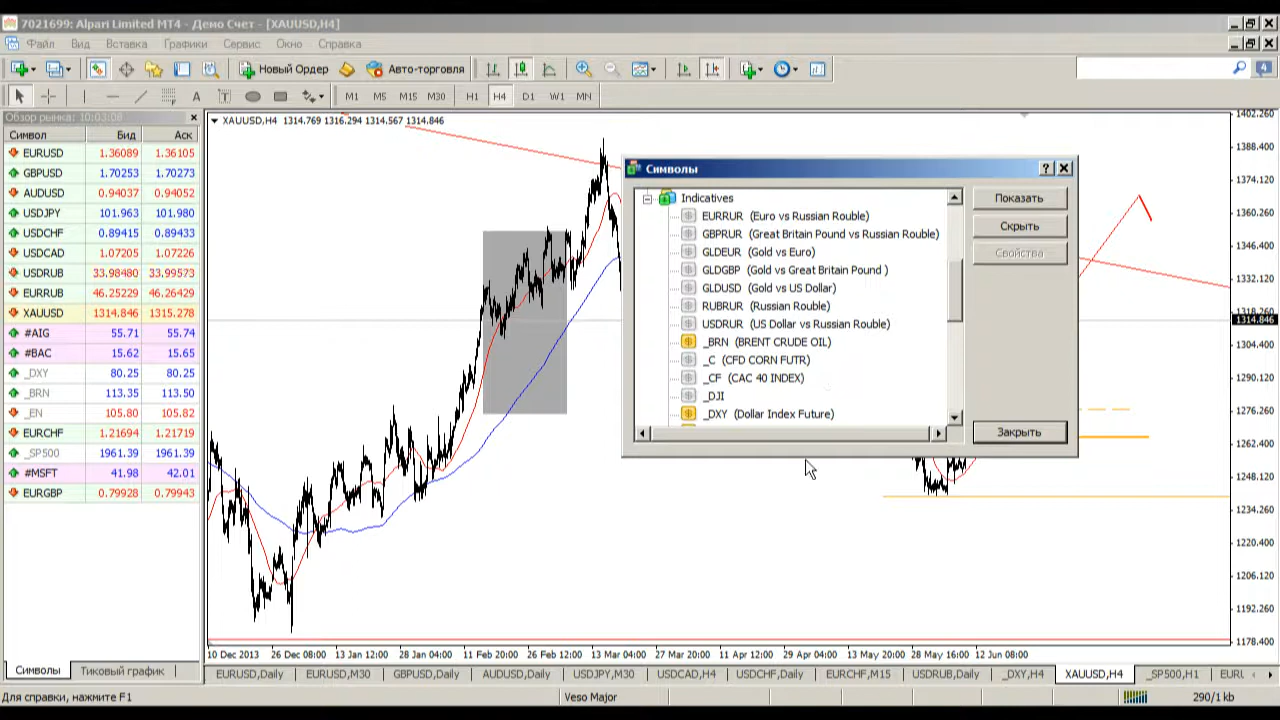 7021699: Alpari Limited MT4 - Демо Счет - [XAUUSD,H4]
Файл Вид Вставка Графики Сервис Окно Справка
Новый Ордер Авто-торговля 4
A T M1 M5 M15 M30 H1 H4 D1 W1 MN
Обзор рынка: 10:03:08
Символ Бид Аск
EURUSD 1.36089 1.36105
GBPUSD 1.70253 1.70273
AUDUSD 0.94037 0.94052
USDJPY 101.963 101.980
USDCHF 0.89415 0.89433
USDCAD 1.07205 1.07226
USDRUB 33.98480 33.99573
EURRUB 46.25229 46.26429
XAUUSD 1314.846 1315.278
#AIG 55.71 55.74
#BAC 15.62 15.65
_DXY 80.25 80.25
_BRN 113.35 113.50
_EN 105.80 105.82
EURCHF 1.21694 1.21719
_SP500 1961.39 1961.39
#MSFT 41.98 42.01
EURGBP 0.79928 0.79943
Символы Тиковый график
XAUUSD,H4 1314.769 1316.294 1314.567 1314.846
Символы
Indicatives
EURRUR (Euro vs Russian Rouble)
GBPRUR (Great Britain Pound vs Russian Rouble)
GLDEUR (Gold vs Euro)
GLDGBP (Gold vs Great Britain Pound )
GLDUSD (Gold vs US Dollar)
RUBRUR (Russian Rouble)
USDRUR (US Dollar vs Russian Rouble)
_BRN (BRENT CRUDE OIL)
_C (CFD CORN FUTR)
_CF (CAC 40 INDEX)
_DJI
_DXY (Dollar Index Future)
Показать
Скрыть
Свойства
Закрыть
1402.260
1388.400
1374.120
1360.260
1346.400
1332.120
1318.260
1314.846
1304.400
1290.120
1276.260
1262.400
1248.120
1234.260
1220.400
1206.120
1192.260
1178.400
10 Dec 2013 26 Dec 08:00 13 Jan 12:00 28 Jan 04:00 11 Feb 20:00 26 Feb 12:00 13 Mar 04:00 27 Mar 20:00 11 Apr 12:00 29 Apr 04:00 13 May 20:00 28 May 16:00 12 Jun 08:00
EURUSD,Daily EURUSD,M30 GBPUSD,Daily AUDUSD,Daily USDJPY,M30 USDCAD,H4 USDCHF,Daily EURCHF,M15 USDRUB,Daily _DXY,H4 XAUUSD,H4 _SP500,H1
Для справки, нажмите F1 Veso Major 290/1 kb